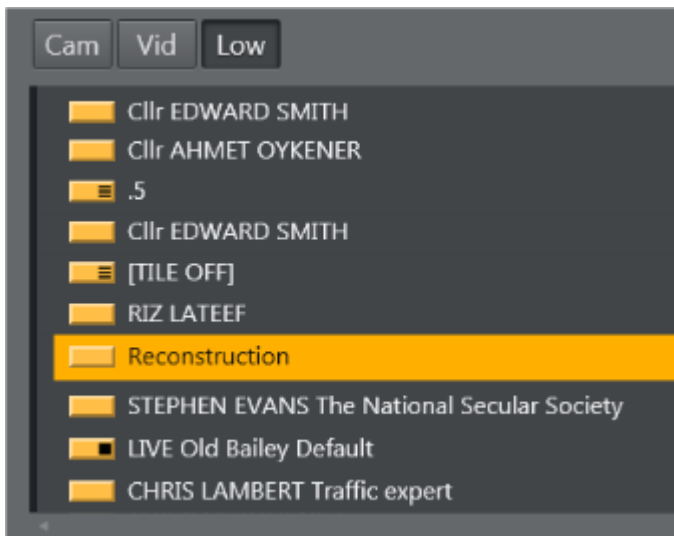 Cam Vid Low
Cllr EDWARD SMITH
Cllr AHMET OYKENER
.5
Cllr EDWARD SMITH
[TILE OFF]
RIZ LATEEF
Reconstruction
STEPHEN EVANS The National Secular Society
LIVE Old Bailey Default
CHRIS LAMBERT Traffic expert